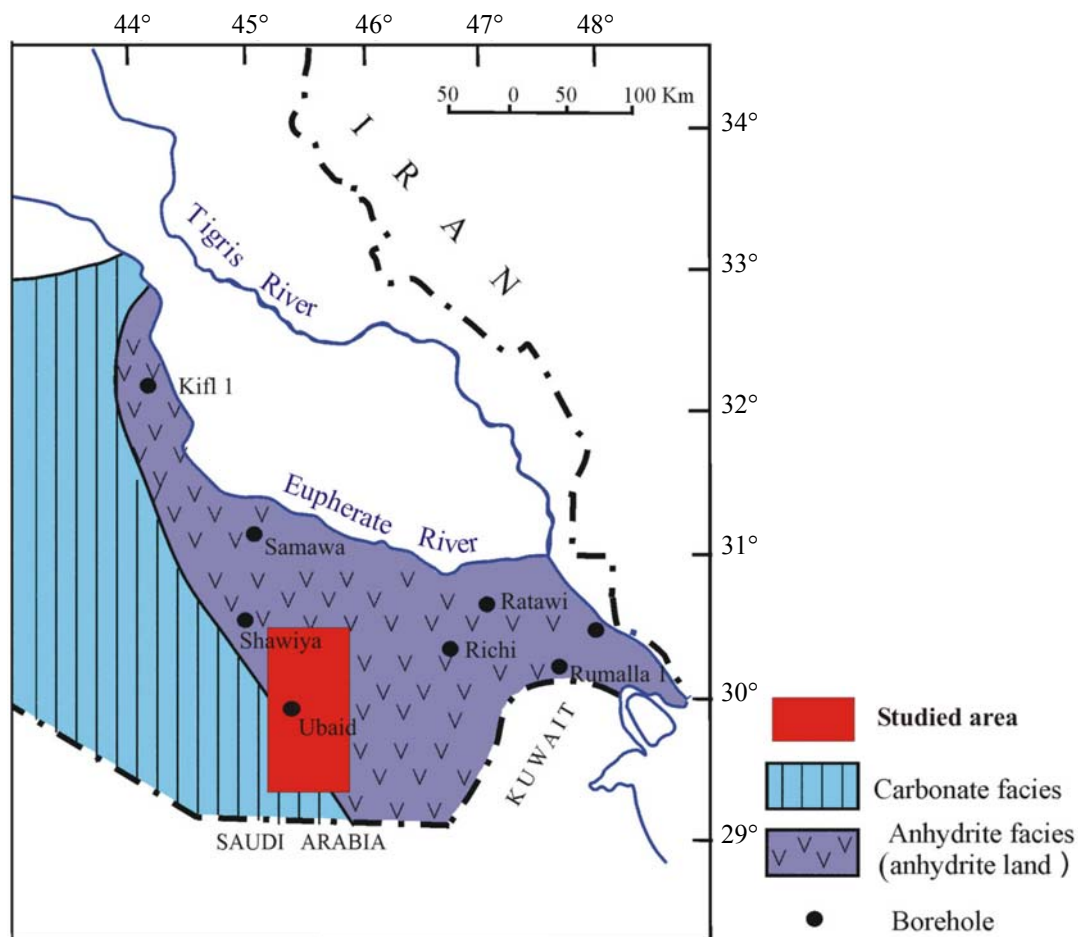 44° 45° 46° 47° 48°
50 0 50 100 Km
34°
I R A N
33°
Tigris River
32°
Kifl 1
Eupherate River
31°
Samawa
Ratawi
Shawiya
Richi
Rumalla 1
30°
Ubaid
KUWAIT
29°
SAUDI ARABIA
Studied area
Carbonate facies
Anhydrite facies
(anhydrite land )
Borehole